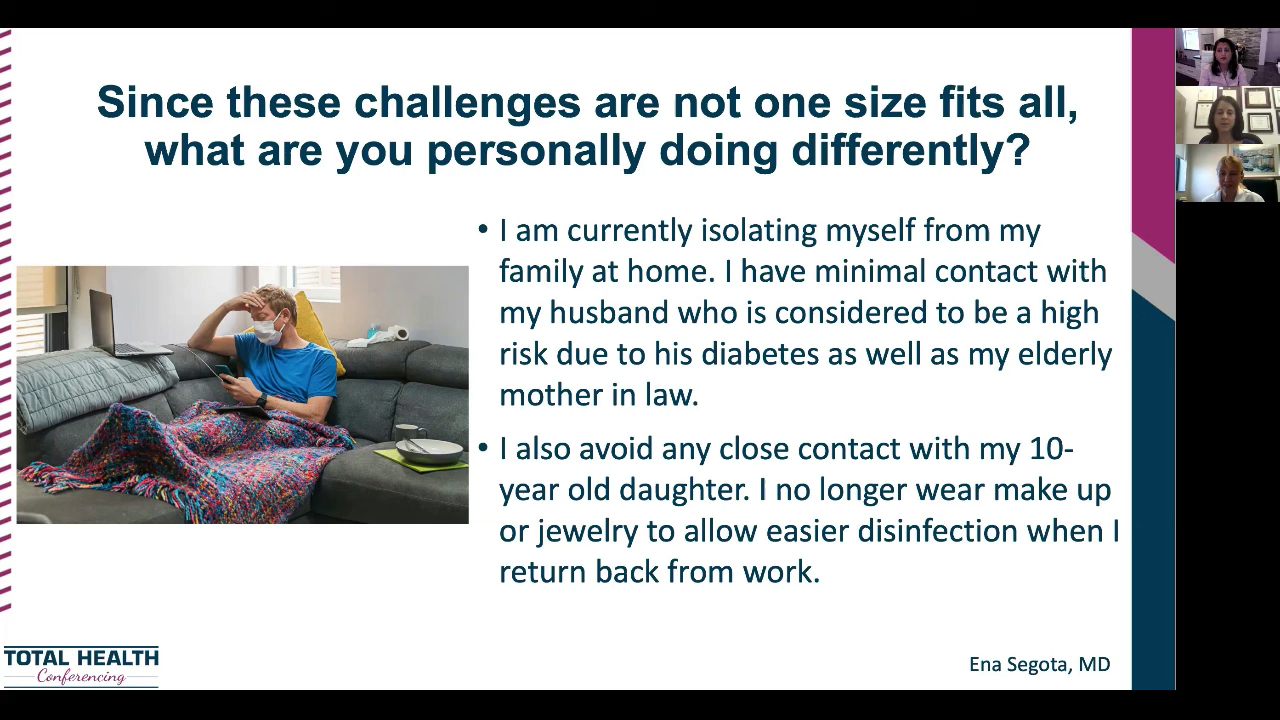 Since these challenges are not one size fits all,
what are you personally doing differently?
• I am currently isolating myself from my
family at home. I have minimal contact with
my husband who is considered to be a high
risk due to his diabetes as well as my elderly
mother in law.
• I also avoid any close contact with my 10-
year old daughter. I no longer wear make up
or jewelry to allow easier disinfection when I
return back from work.
TOTAL HEALTH
Conferencing
Ena Segota, MD